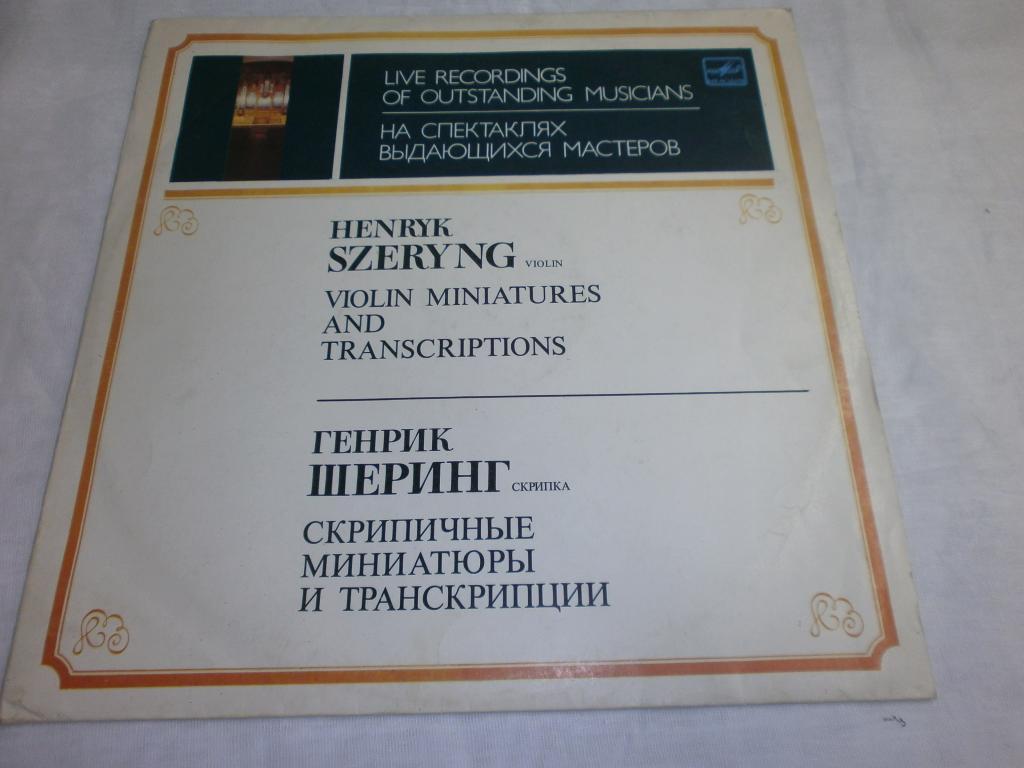 LIVE RECORDINGS
OF OUTSTANDING MUSICIANS
НА СПЕКТАКЛЯХ
ВЫДАЮЩИХСЯ МАСТЕРОВ
HENRYK
SZERYNG VIOLIN
VIOLIN MINIATURES
AND
TRANSCRIPTIONS
ГЕНРИК
ШЕРИНГ СКРИПКА
СКРИПИЧНЫЕ
МИНИАТЮРЫ
И ТРАНСКРИПЦИИ